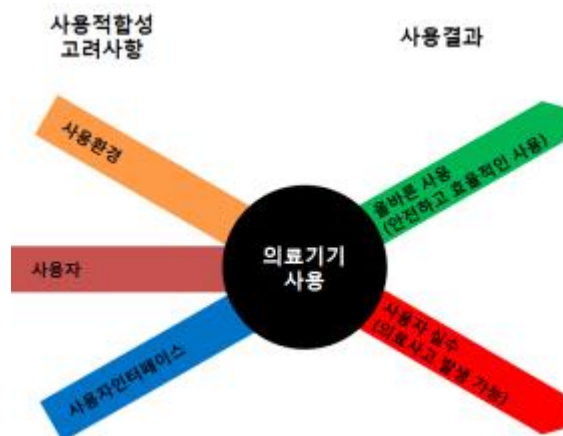 사용적합성
고려사항
사용결과
사용환경
사용자
사용자인터페이스
의료기기
사용
올바른 사용
(안전하고 효율적인 사용)
사용자 실수
(의료사고 발생 가능)